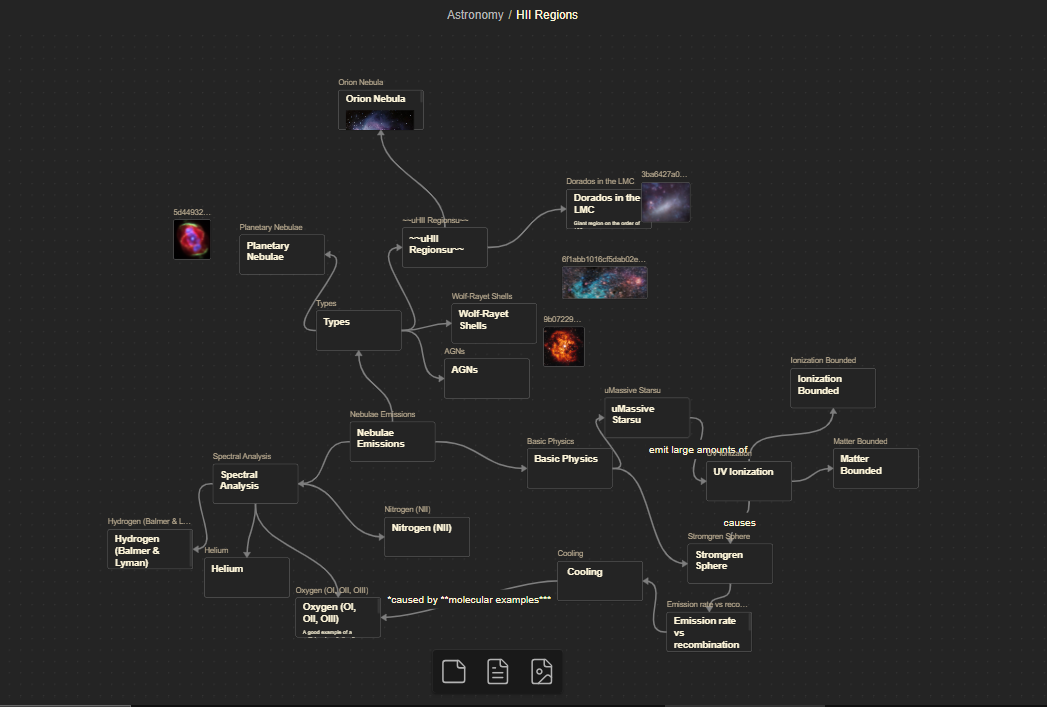 Astronomy / HII Regions
Orion Nebula
Orion Nebula
Dorados in the LMC
3ba6427a0...
Dorados in the
LMC
Giant region on the order of
5d44932...
~~uHII Regionsu~~
~~uHII
Regionsu~~
Planetary Nebulae
Planetary
Nebulae
6f1abb1016cf5dab02e...
Types
Types
Wolf-Rayet Shells
Wolf-Rayet
Shells
9b07229...
AGNs
AGNs
Ionization Bounded
Ionization
Bounded
uMassive Starsu
uMassive
Starsu
Nebulae Emissions
Nebulae
Emissions
Basic Physics
Basic Physics
emit large amounts of
UV Ionization
UV Ionization
Matter Bounded
Matter
Bounded
Spectral Analysis
Spectral
Analysis
Nitrogen (NII)
Nitrogen (NII)
Hydrogen (Balmer & L...
Hydrogen
(Balmer &
Lyman)
causes
Stromgren Sphere
Stromgren
Sphere
Helium
Helium
Cooling
Cooling
Oxygen (OI, OII, OIII)
Oxygen (OI,
OII, OIII)
A good example of a
*caused by **molecular examples***
Emission rate vs reco...
Emission rate
vs
recombination